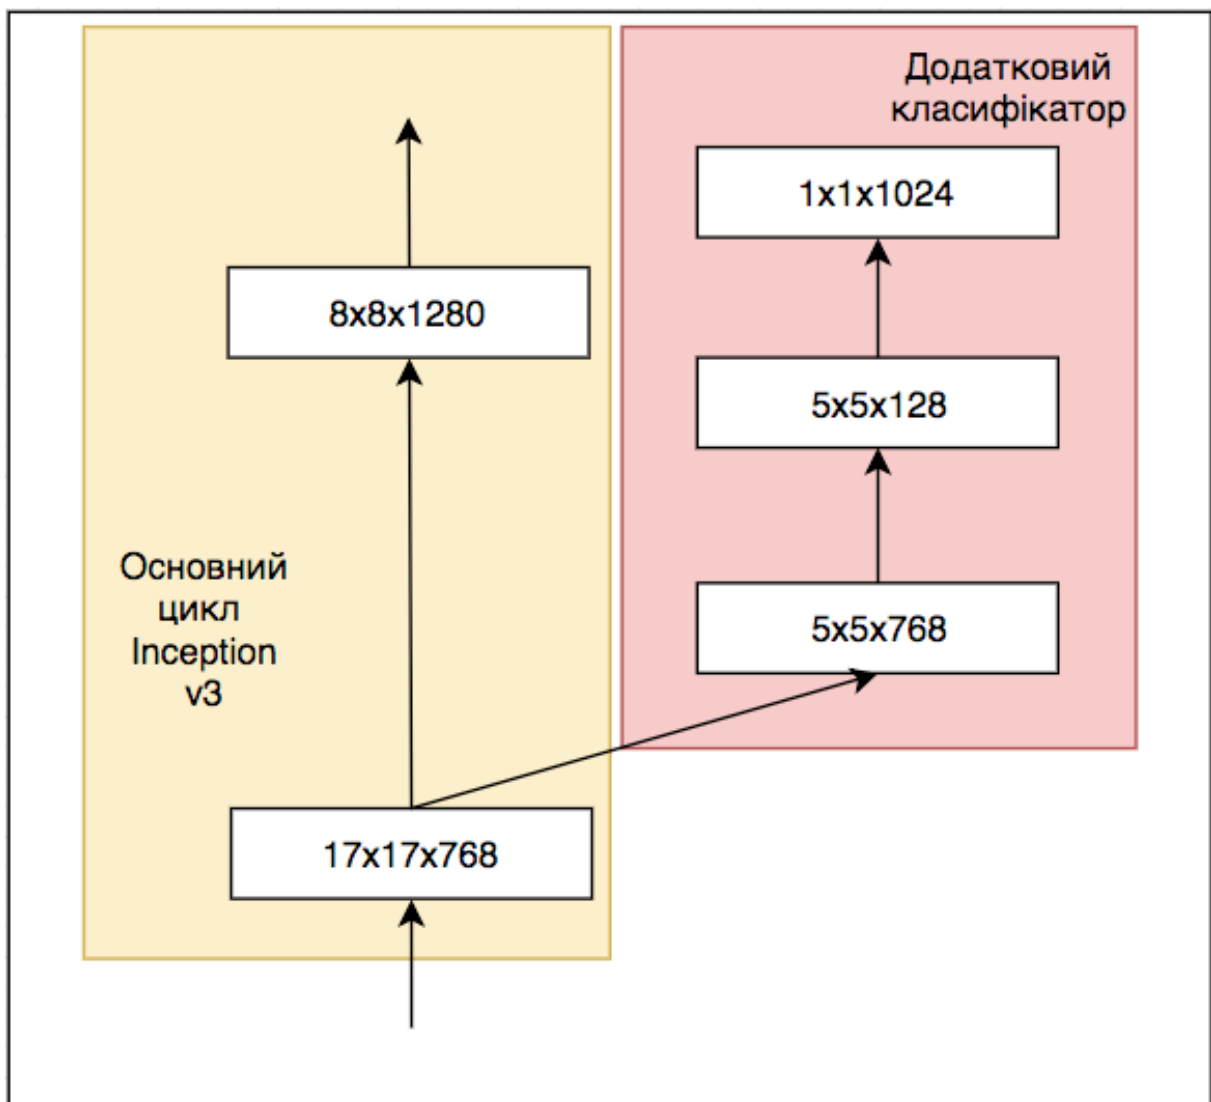 Додатковий
класифікатор
1x1x1024
8x8x1280
5x5x128
Основний
цикл
Inception
v3
5x5x768
17x17x768